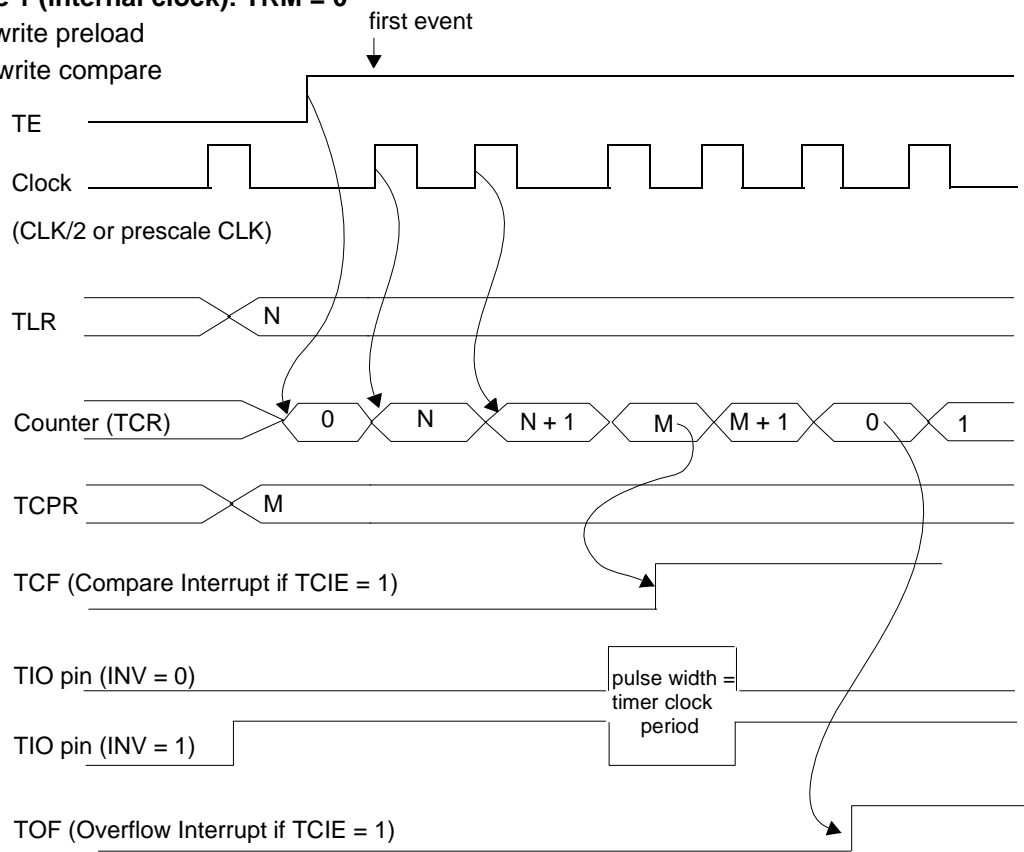 (internal clock): TRM = 0
write preload
write compare
first event
TE
Clock
(CLK/2 or prescale CLK)
TLR
N
Counter (TCR)
0
N
N + 1
M
M + 1
0
1
TCPR
M
TCF (Compare Interrupt if TCIE = 1)
TIO pin (INV = 0)
pulse width =
timer clock
period
TIO pin (INV = 1)
TOF (Overflow Interrupt if TCIE = 1)